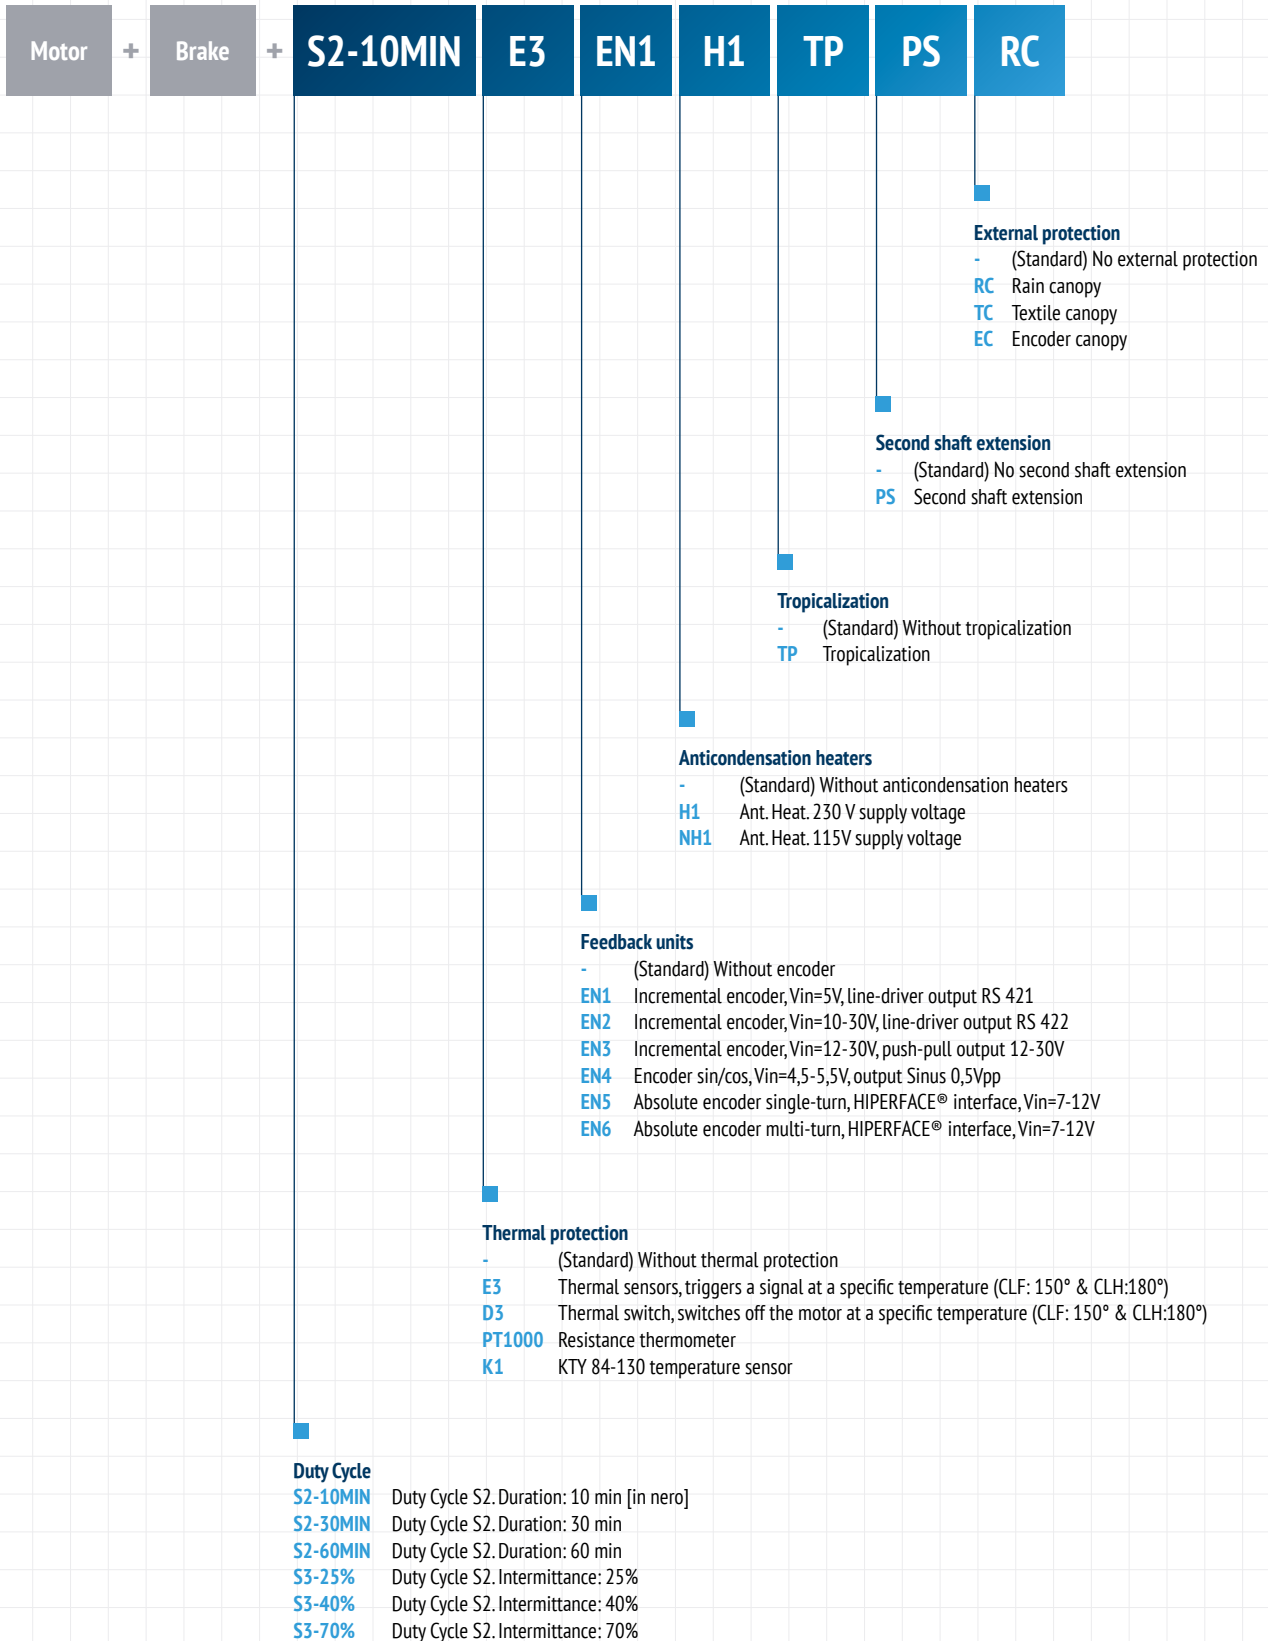 Motor + Brake + S2-10MIN E3 EN1 H1 TP PS RC
External protection
- (Standard) No external protection
RC Rain canopy
TC Textile canopy
EC Encoder canopy
Second shaft extension
- (Standard) No second shaft extension
PS Second shaft extension
Tropicalization
- (Standard) Without tropicalization
TP Tropicalization
Anticondensation heaters
- (Standard) Without anticondensation heaters
H1 Ant. Heat. 230 V supply voltage
NH1 Ant. Heat. 115V supply voltage
Feedback units
- (Standard) Without encoder
EN1 Incremental encoder, Vin=5V, line-driver output RS 421
EN2 Incremental encoder, Vin=10-30V, line-driver output RS 422
EN3 Incremental encoder, Vin=12-30V, push-pull output 12-30V
EN4 Encoder sin/cos, Vin=4,5-5,5V, output Sinus 0,5Vpp
EN5 Absolute encoder single-turn, HIPERFACE® interface, Vin=7-12V
EN6 Absolute encoder multi-turn, HIPERFACE® interface, Vin=7-12V
Thermal protection
- (Standard) Without thermal protection
E3 Thermal sensors, triggers a signal at a specific temperature (CLF: 150° & CLH:180°)
D3 Thermal switch, switches off the motor at a specific temperature (CLF: 150° & CLH:180°)
PT1000 Resistance thermometer
K1 KTY 84-130 temperature sensor
Duty Cycle
S2-10MIN Duty Cycle S2. Duration: 10 min [in nero]
S2-30MIN Duty Cycle S2. Duration: 30 min
S2-60MIN Duty Cycle S2. Duration: 60 min
S3-25% Duty Cycle S2. Intermittance: 25%
S3-40% Duty Cycle S2. Intermittance: 40%
S3-70% Duty Cycle S2. Intermittance: 70%